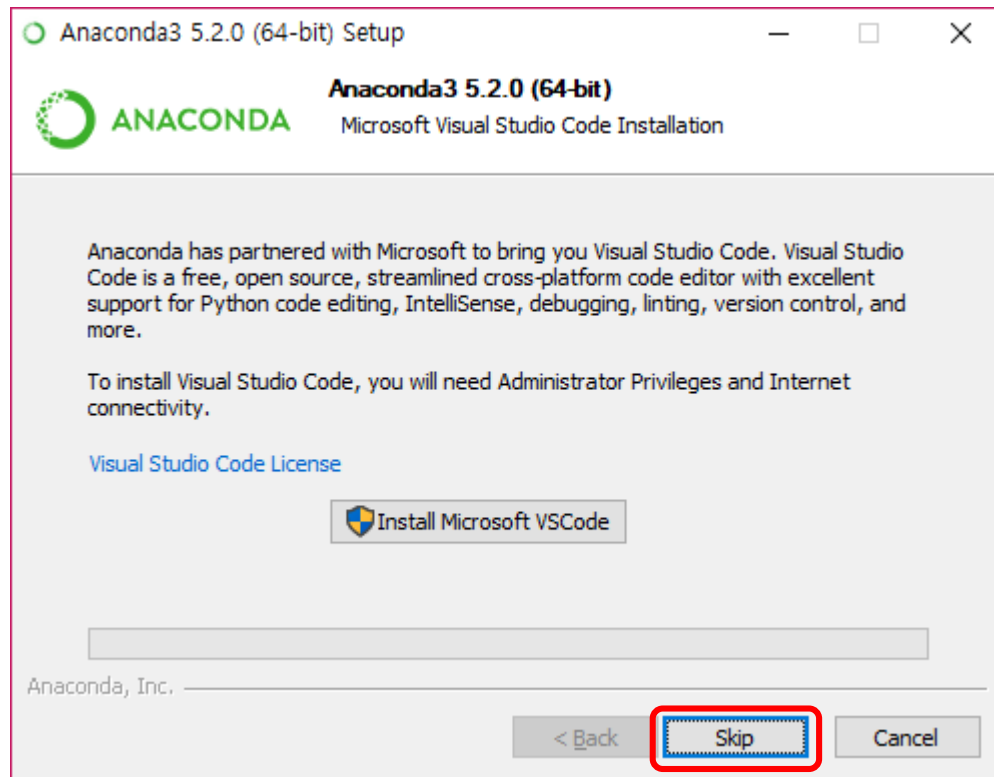 Anaconda3 5.2.0 (64-bit) Setup
ANACONDA
Anaconda3 5.2.0 (64-bit)
Microsoft Visual Studio Code Installation
Anaconda has partnered with Microsoft to bring you Visual Studio Code. Visual Studio
Code is a free, open source, streamlined cross-platform code editor with excellent
support for Python code editing, IntelliSense, debugging, linting, version control, and
more.
To install Visual Studio Code, you will need Administrator Privileges and Internet
connectivity.
Visual Studio Code License
Install Microsoft VSCode
Anaconda, Inc.
< Back
Skip
Cancel